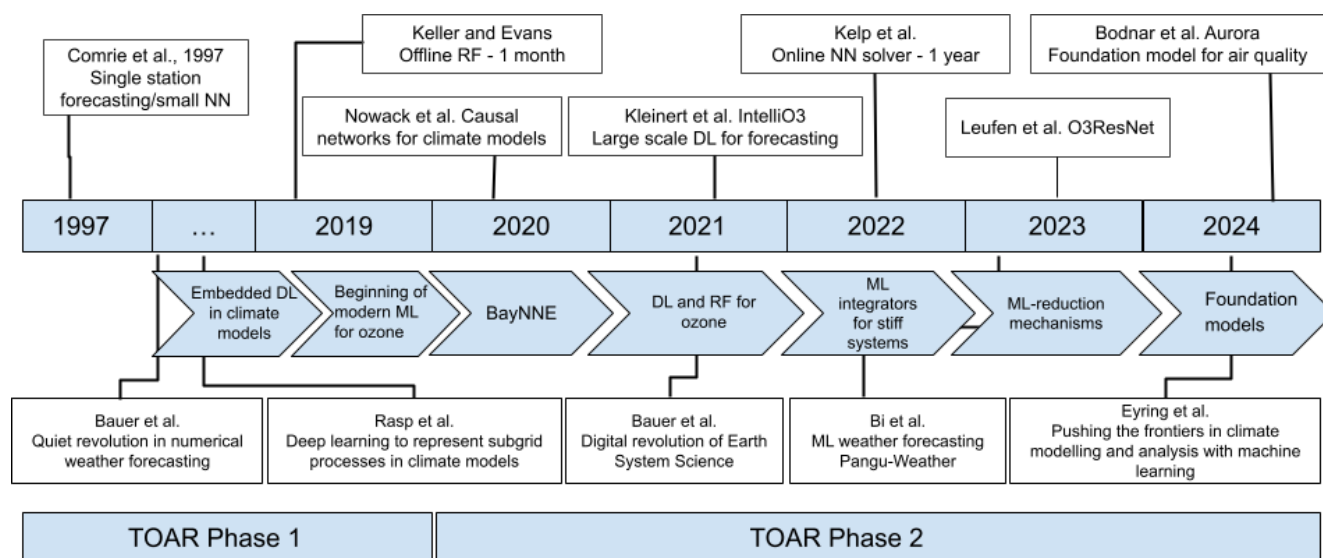 Comrie et al., 1997
Single station
forecasting/small NN
Keller and Evans
Offline RF - 1 month
Nowack et al. Causal
networks for climate models
Kleinert et al. IntelliO3
Large scale DL for forecasting
Kelp et al.
Online NN solver - 1 year
Leufen et al. O3ResNet
Bodnar et al. Aurora
Foundation model for air quality
1997
...
2019
2020
2021
2022
2023
2024
Embedded DL
in climate
models
Beginning of
modern ML
for ozone
BayNNE
DL and RF for
ozone
ML
integrators
for stiff
systems
ML-reduction
mechanisms
Foundation
models
Bauer et al.
Quiet revolution in numerical
weather forecasting
Rasp et al.
Deep learning to represent subgrid
processes in climate models
Bauer et al.
Digital revolution of Earth
System Science
Bi et al.
ML weather forecasting
Pangu-Weather
Eyring et al.
Pushing the frontiers in climate
modelling and analysis with machine
learning
TOAR Phase 1
TOAR Phase 2